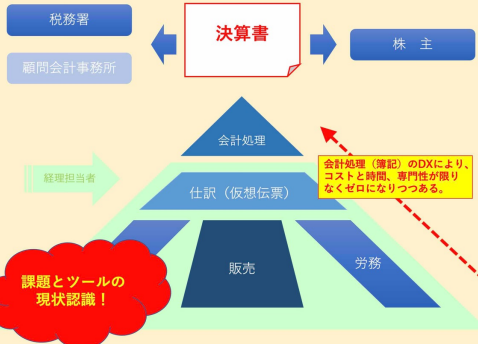 税務署
決算書
株 主
顧問会計事務所
会計処理
会計処理（簿記）のDXにより、
コストと時間、専門性が限り
なくゼロになりつつある。
経理担当者
仕訳（仮想伝票）
販売
労務
課題とツールの
現状認識！